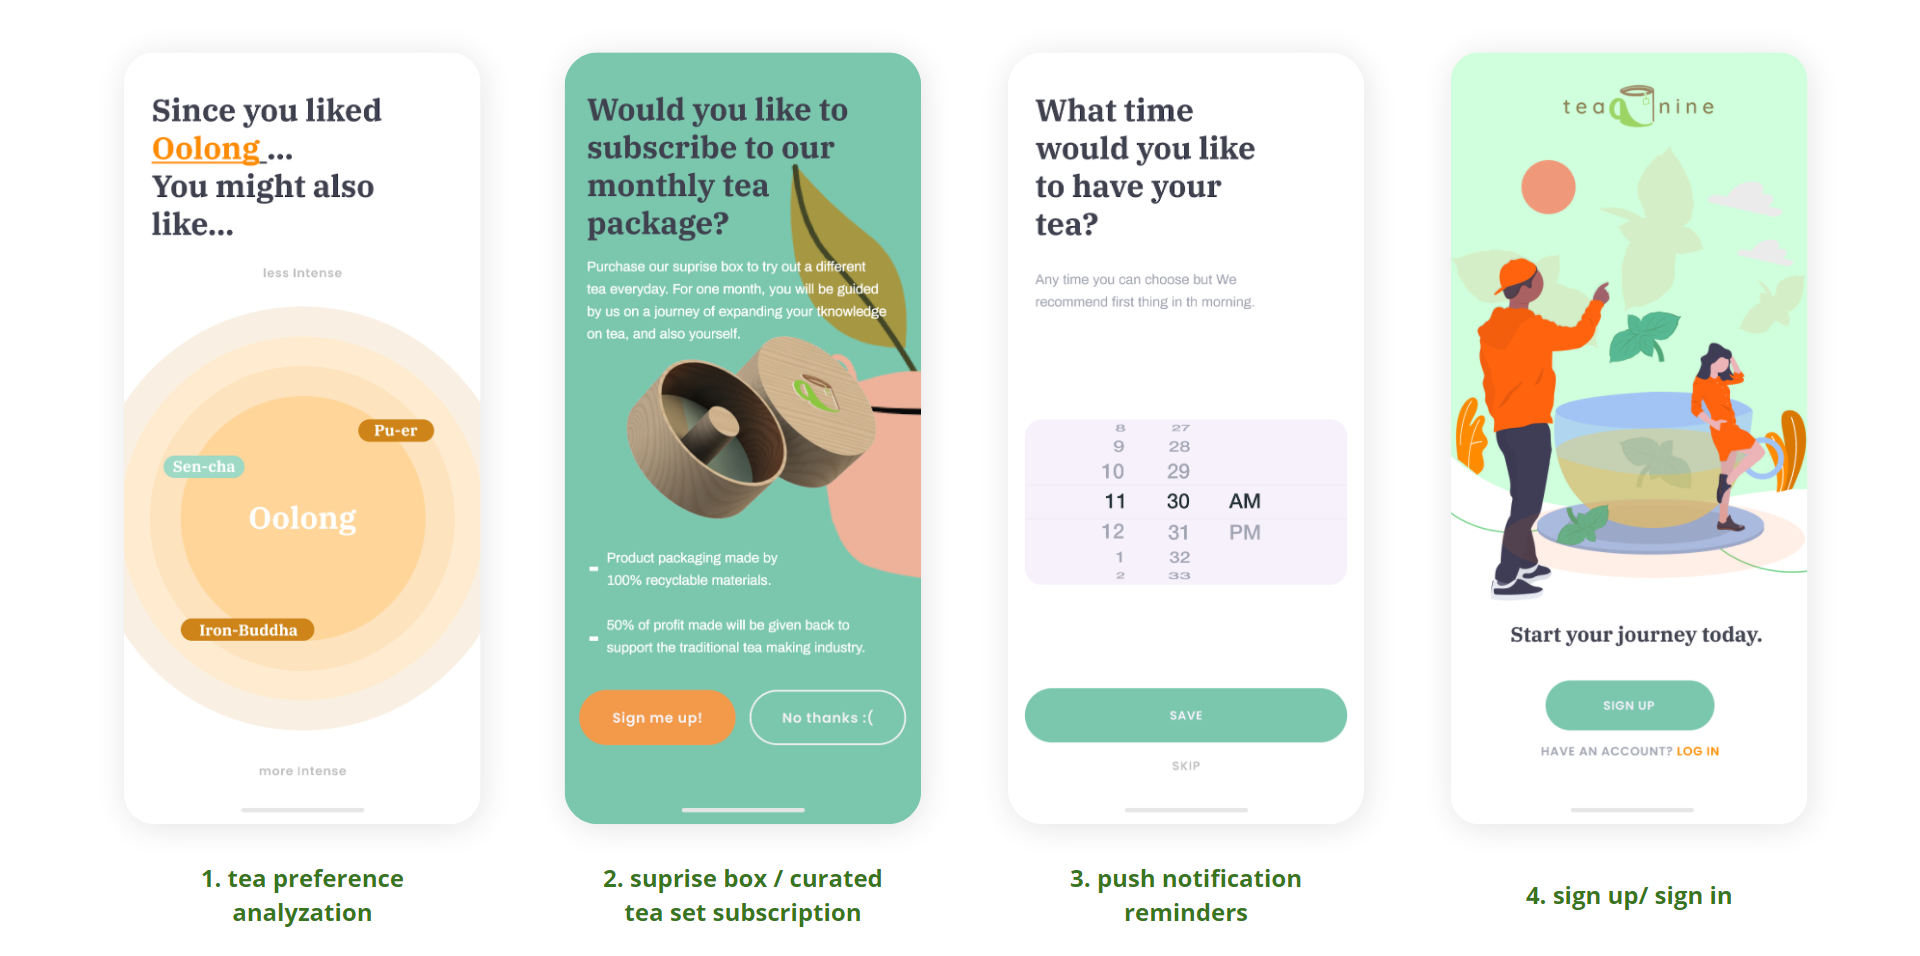 Since you liked
Oolong ...
You might also
like...
less Intense
Pu-er
Sen-cha
Oolong
Iron-Buddha
more Intense
1. tea preference
analyzation
Would you like to
subscribe to our
monthly tea
package?
Purchase our suprise box to try out a different
tea everyday. For one month, you will be guided
by us on a journey of expanding your tknowledge
on tea, and also yourself.
- Product packaging made by
100% recyclable materials.
- 50% of profit made will be given back to
support the traditional tea making industry.
Sign me up!
No thanks :(
2. suprise box / curated
tea set subscription
What time
would you like
to have your
tea?
Any time you can choose but We
recommend first thing in th morning.
8 27
9 28
10 29
11 30 AM
12 31 PM
1 32
2 33
SAVE
SKIP
3. push notification
reminders
tea nine
Start your journey today.
SIGN UP
HAVE AN ACCOUNT? LOG IN
4. sign up/ sign in